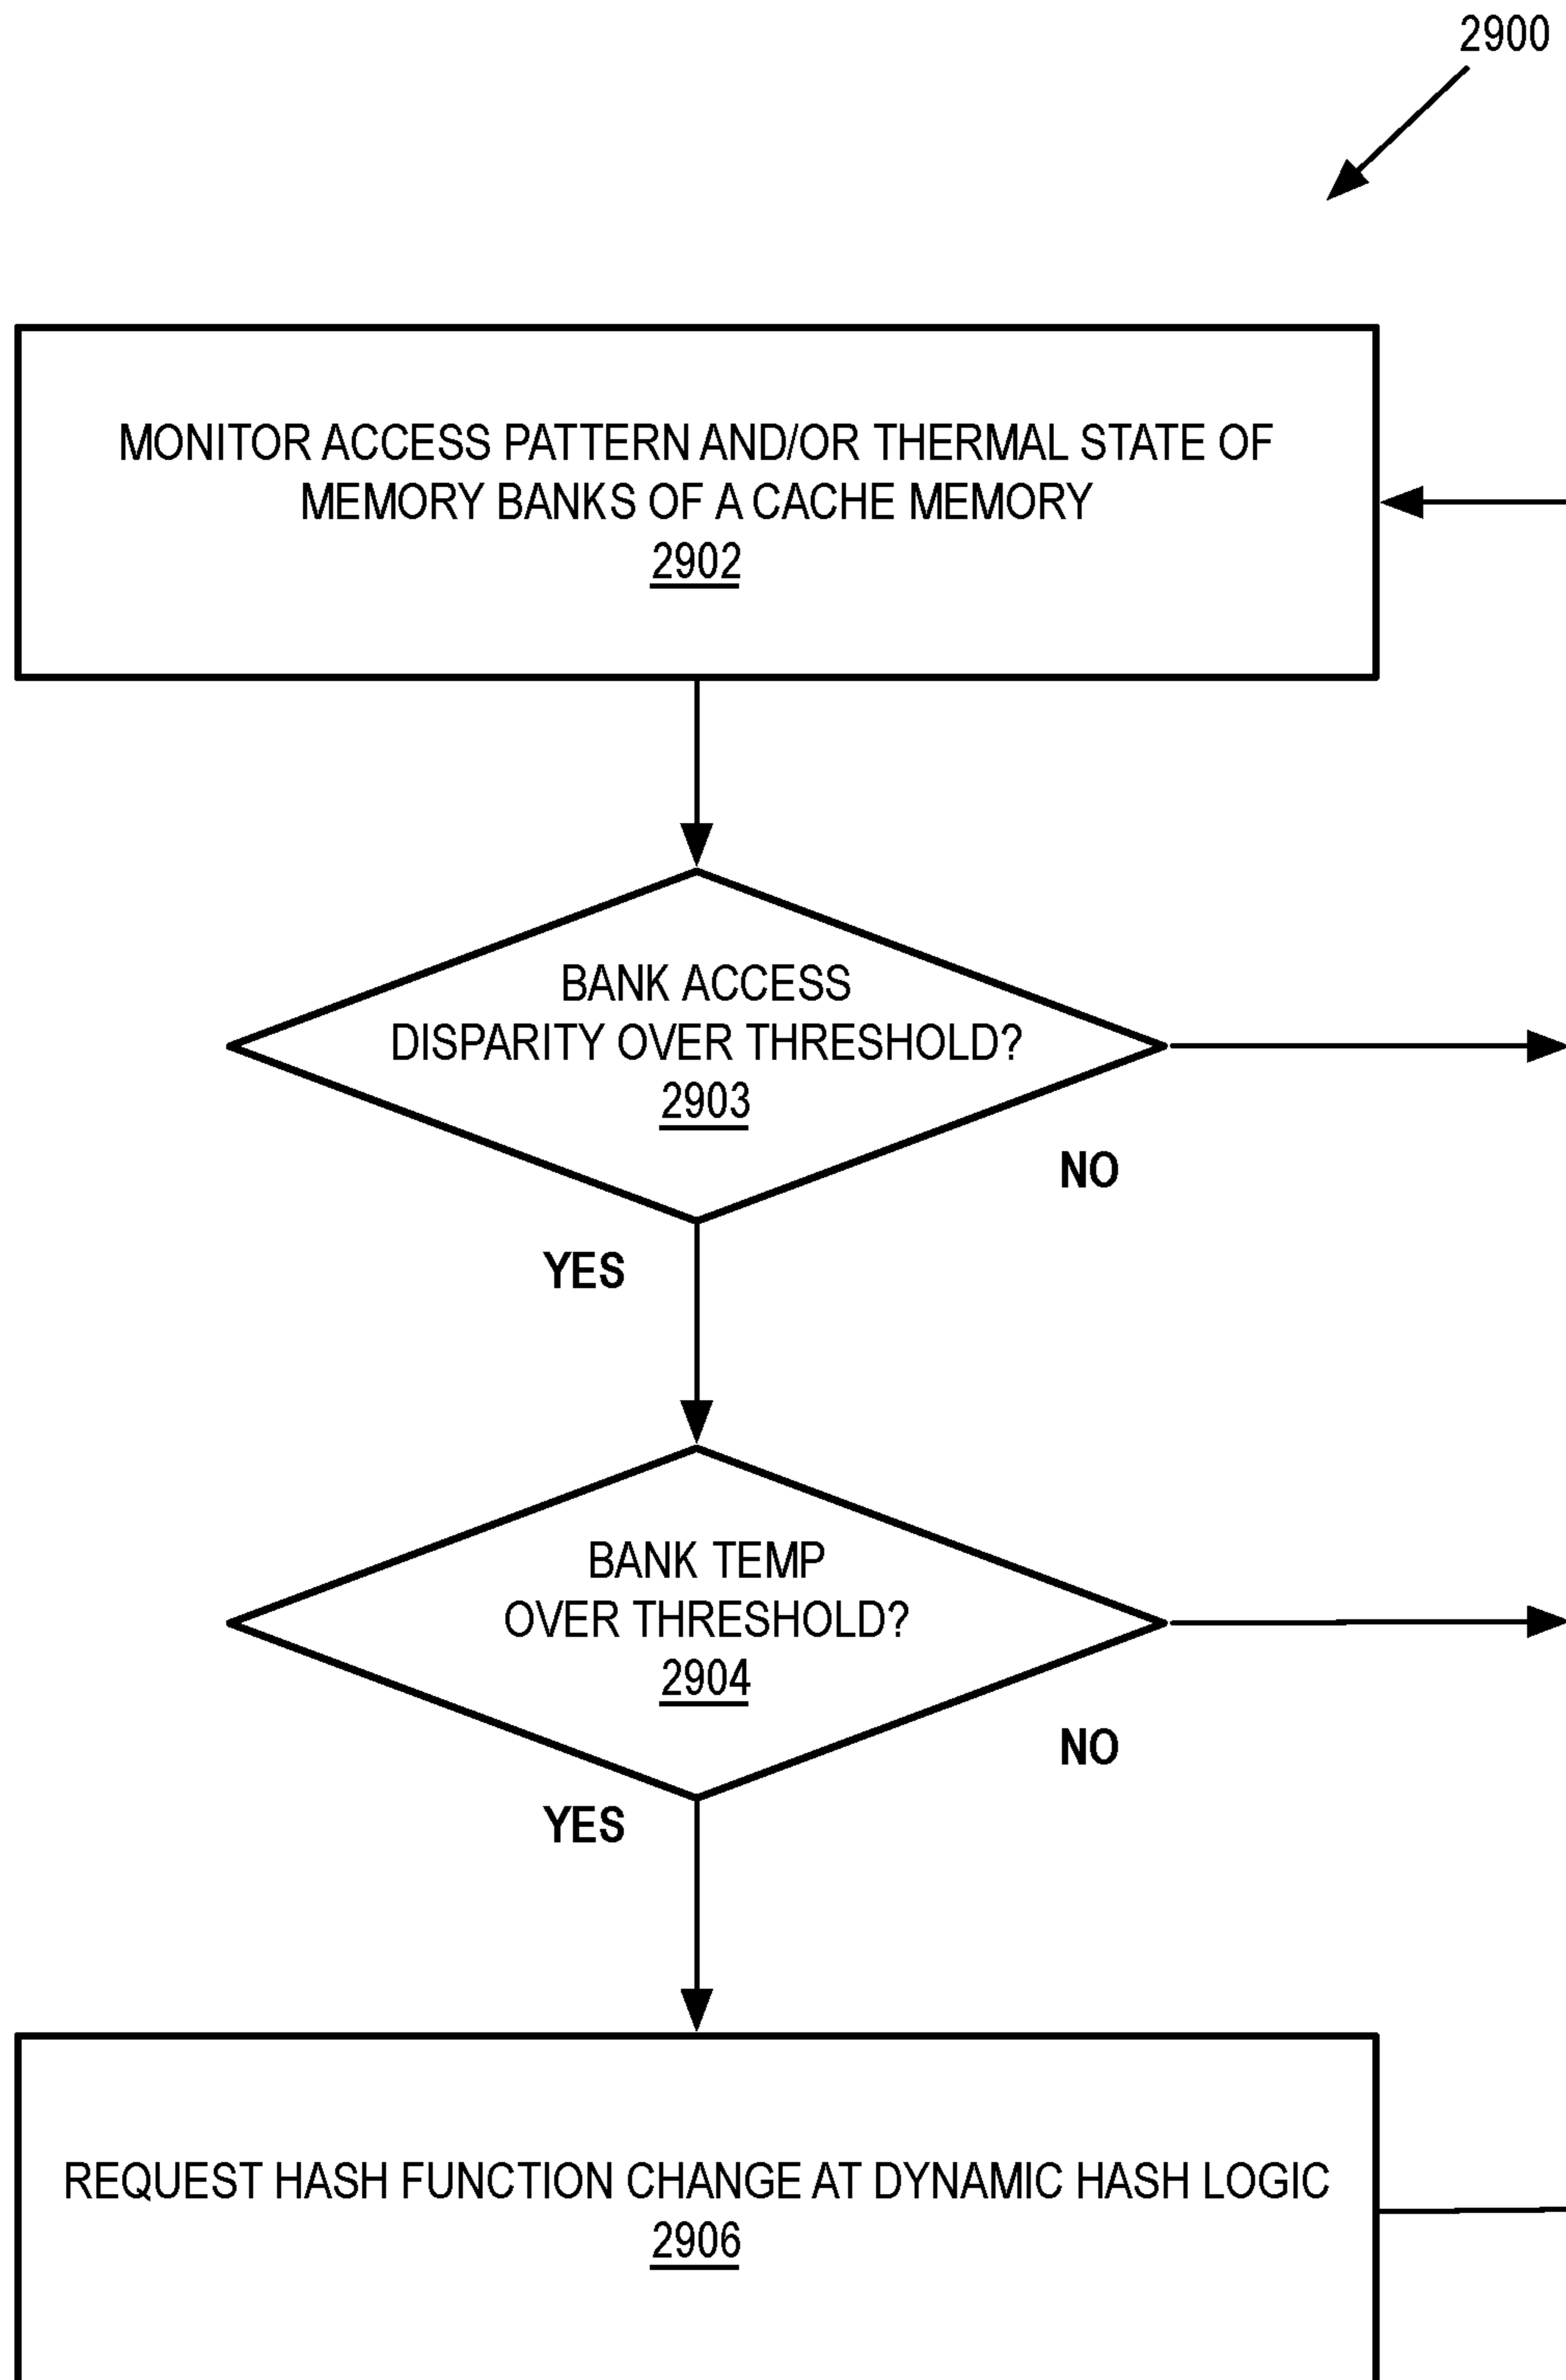 2900
MONITOR ACCESS PATTERN AND/OR THERMAL STATE OF
MEMORY BANKS OF A CACHE MEMORY
2902
BANK ACCESS
DISPARITY OVER THRESHOLD?
2903
NO
YES
BANK TEMP
OVER THRESHOLD?
2904
NO
YES
REQUEST HASH FUNCTION CHANGE AT DYNAMIC HASH LOGIC
2906